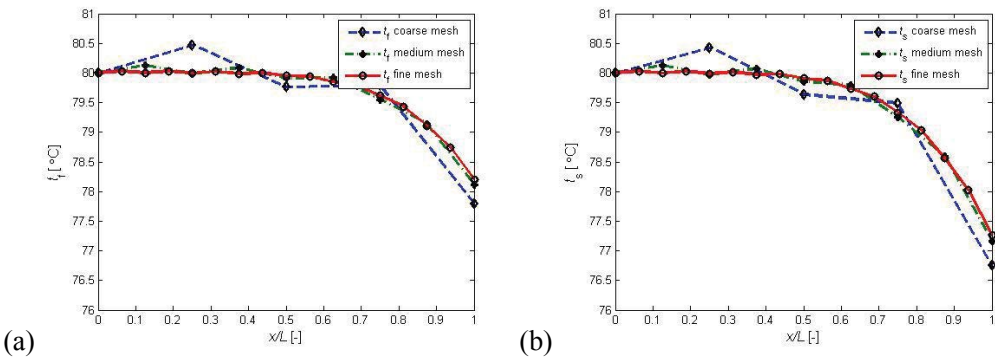 81
80.5
80
79.5
79
78.5
78
77.5
77
76.5
76
t_f [°C]
0 0.1 0.2 0.3 0.4 0.5 0.6 0.7 0.8 0.9 1
x/L [-]
t_f coarse mesh
t_f medium mesh
t_f fine mesh
(a)
81
80.5
80
79.5
79
78.5
78
77.5
77
76.5
76
t_s [°C]
0 0.1 0.2 0.3 0.4 0.5 0.6 0.7 0.8 0.9 1
x/L [-]
t_s coarse mesh
t_s medium mesh
t_s fine mesh
(b)